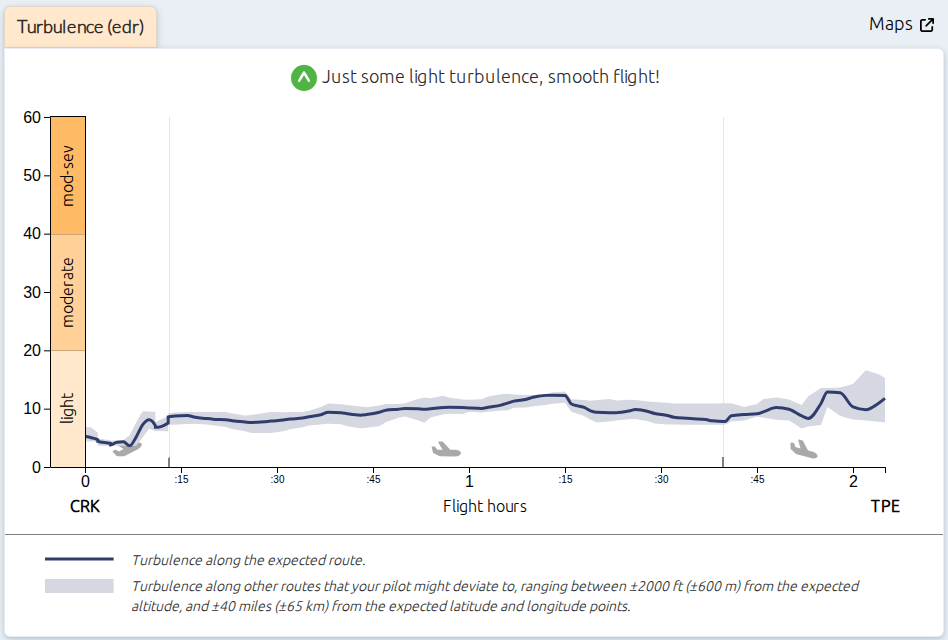 Turbulence (edr)
Maps
Just some light turbulence, smooth flight!
60
50
40
30
20
10
0
mod-sev
moderate
light
0 :15 :30 :45 1 :15 :30 :45 2
CRK Flight hours TPE
Turbulence along the expected route.
Turbulence along other routes that your pilot might deviate to, ranging between ±2000 ft (±600 m) from the expected
altitude, and ±40 miles (±65 km) from the expected latitude and longitude points.